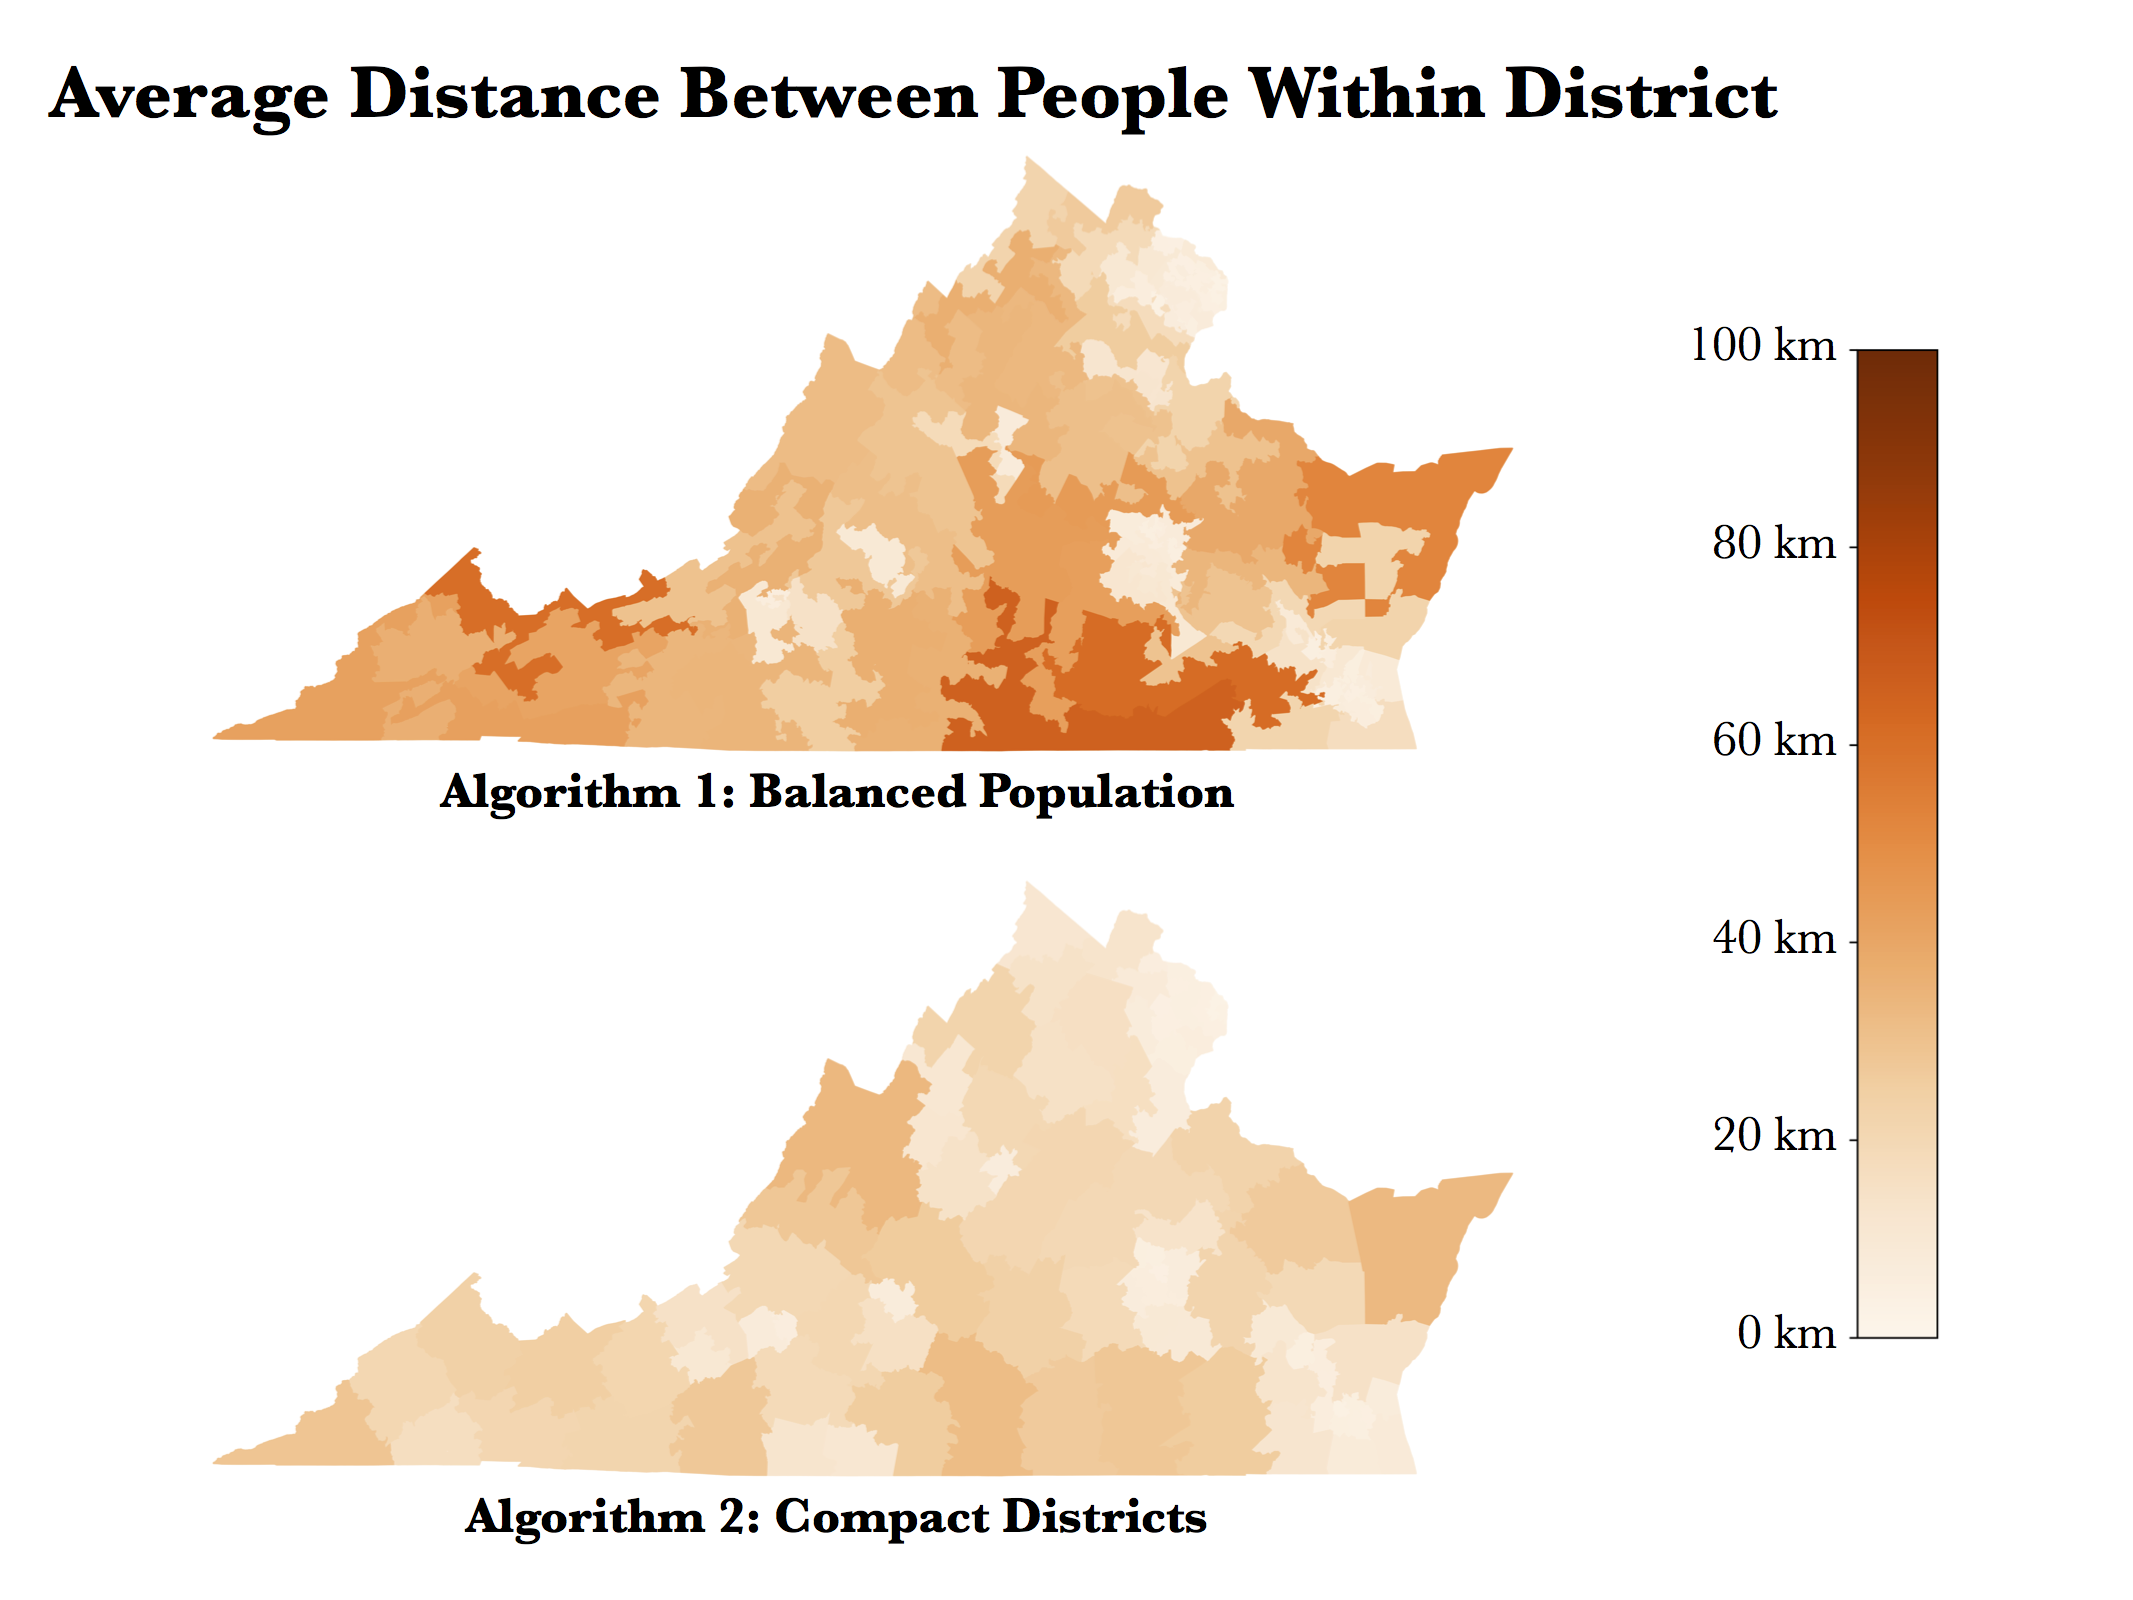 Average Distance Between People Within District
100 km
80 km
60 km
40 km
20 km
0 km
Algorithm 1: Balanced Population
Algorithm 2: Compact Districts